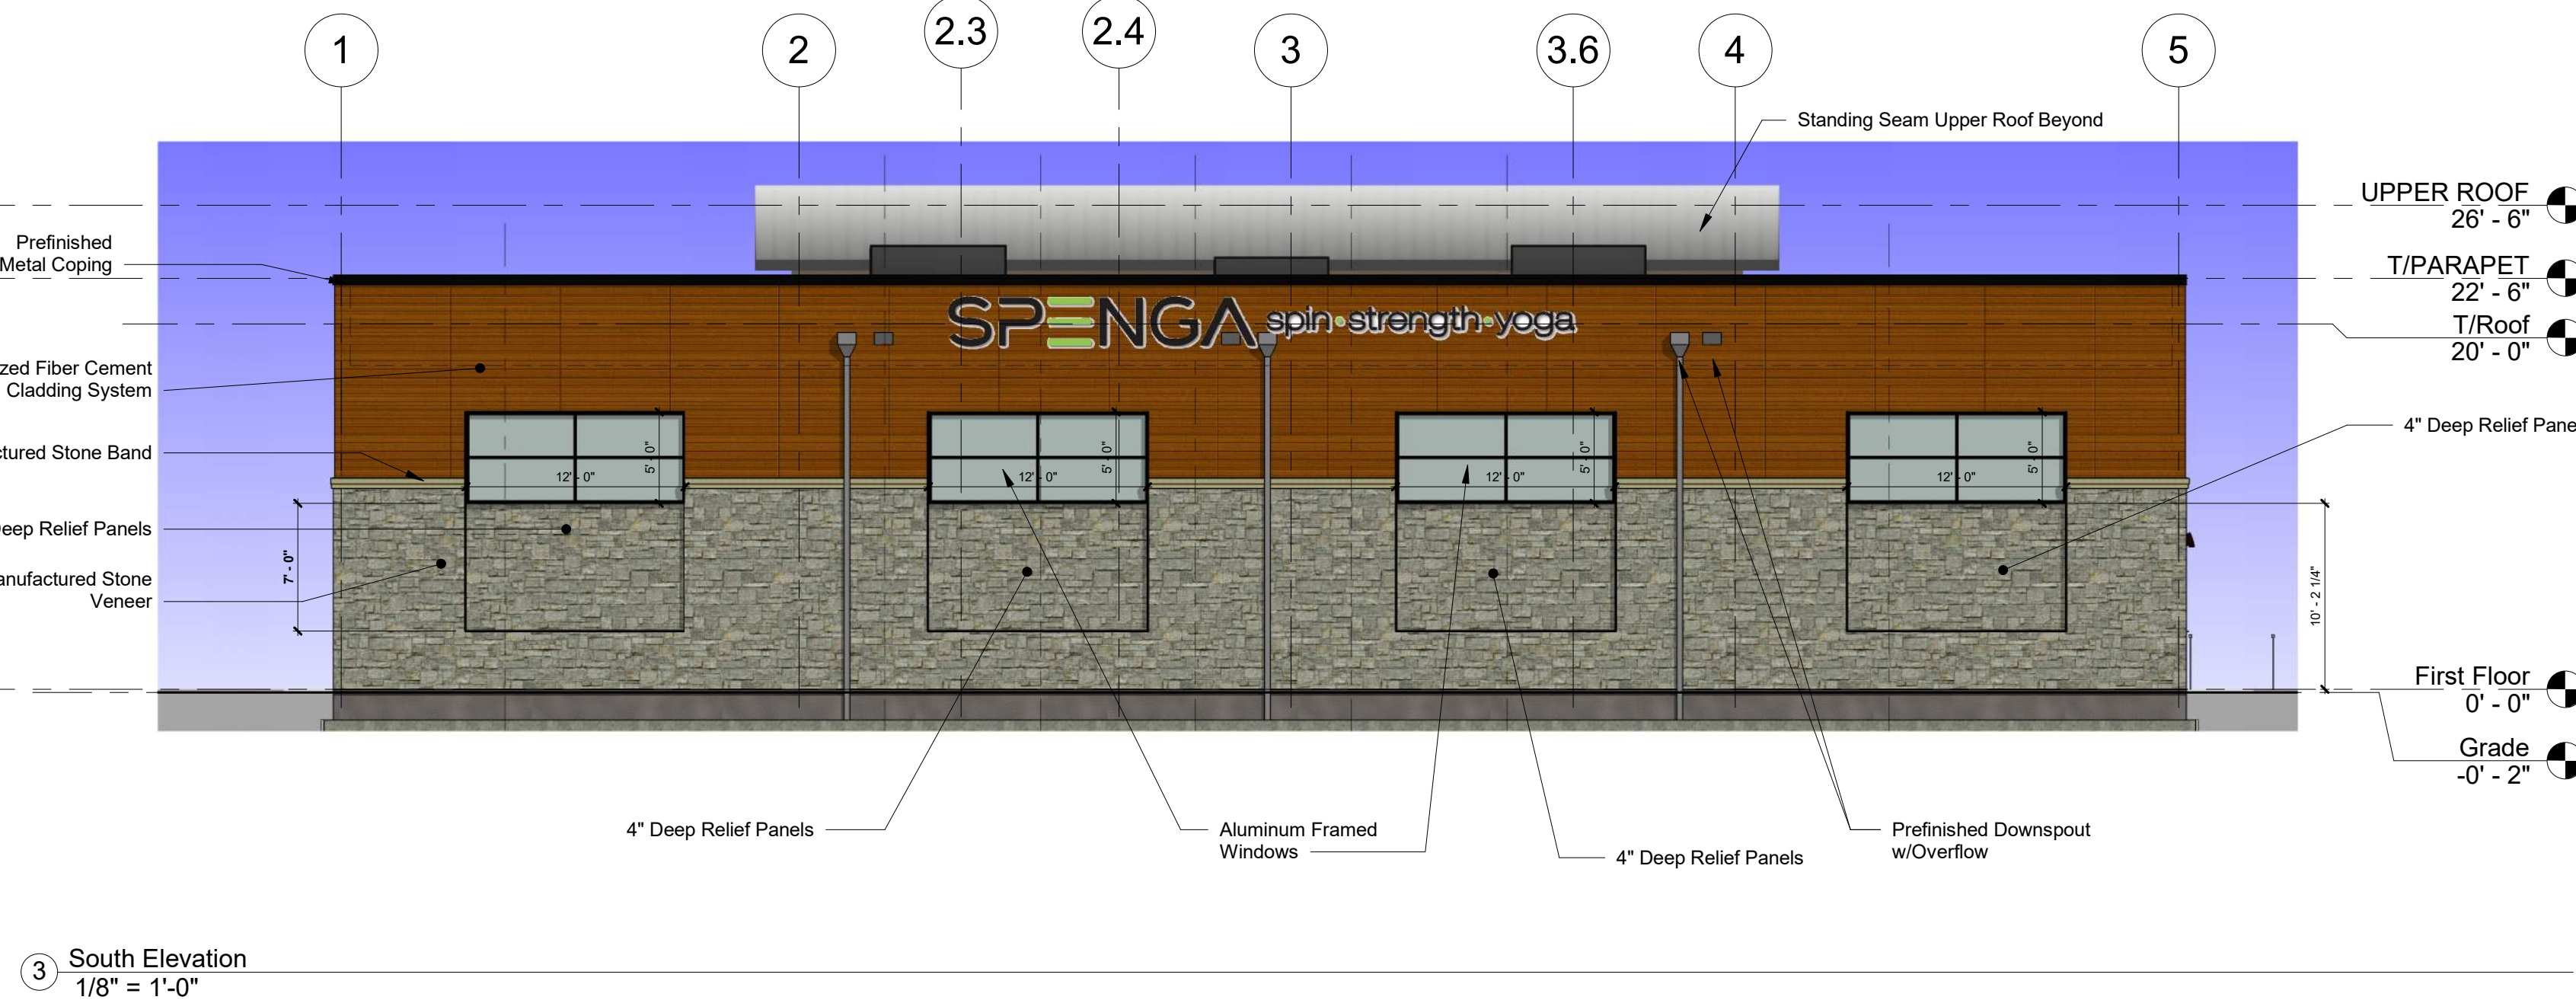 1
2
2.3
2.4
3
3.6
4
5
Standing Seam Upper Roof Beyond
UPPER ROOF
26' - 6"
Prefinished
Metal Coping
T/PARAPET
22' - 6"
SPENGA spin·strength·yoga
T/Roof
20' - 0"
Fiber Cement
Cladding System
4" Deep Relief
Stone Band
5' - 0"
5' - 0"
5' - 0"
5' - 0"
12' - 0"
12' - 0"
12' - 0"
12' - 0"
Deep Relief Panels
7' - 0"
Stone
Veneer
10' - 2 1/4"
First Floor
0' - 0"
Grade
-0' - 2"
4" Deep Relief Panels
Aluminum Framed
Windows
4" Deep Relief Panels
Prefinished Downspout
w/Overflow
3
South Elevation
1/8" = 1'-0"